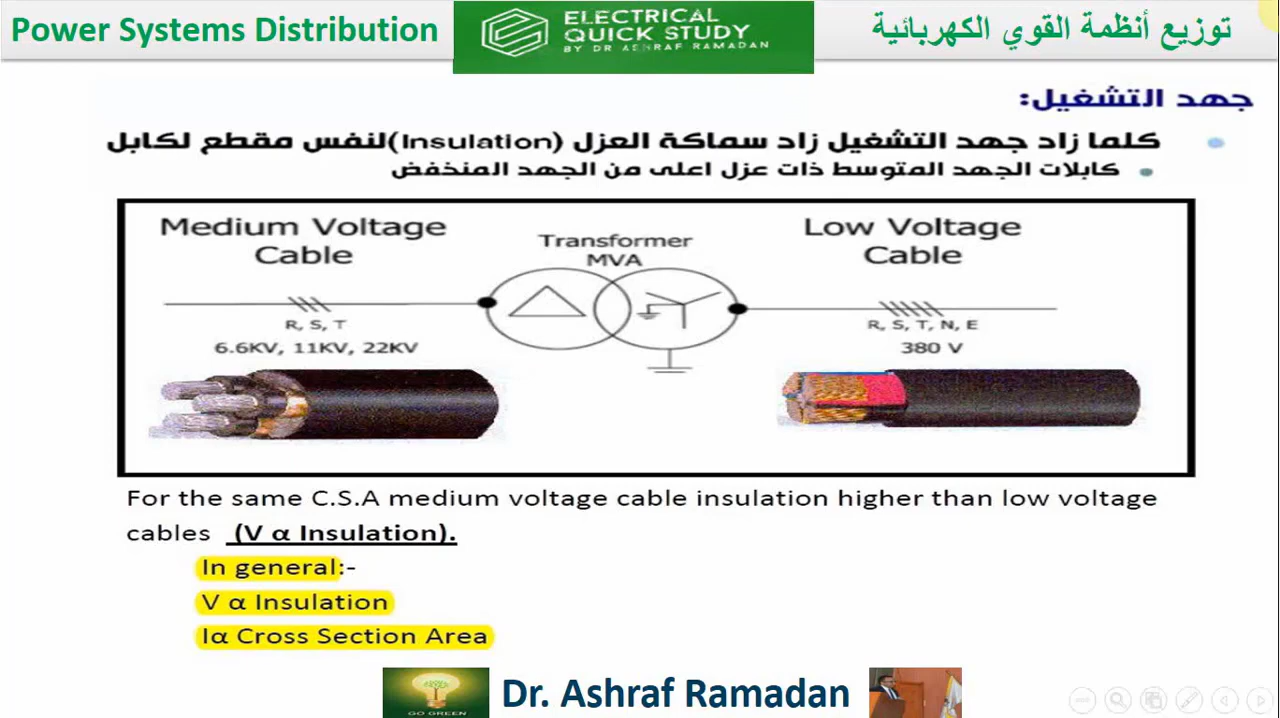 Power Systems Distribution
ELECTRICAL
QUICK STUDY
BY DR ASHRAF RAMADAN
توزيع أنظمة القوي الكهربائية
جهد التشغيل:
كلما زاد جهد التشغيل زاد سماكة العزل (Insulation)لنفس مقطع لكابل
كابلات الجهد المتوسط ذات عزل اعلى من الجهد المنخفض
Medium Voltage
Cable
Transformer
MVA
Low Voltage
Cable
R, S, T
6.6KV, 11KV, 22KV
R, S, T, N, E
380 V
For the same C.S.A medium voltage cable insulation higher than low voltage
cables (V α Insulation).
In general:-
V α Insulation
Iα Cross Section Area
GO GREEN
Dr. Ashraf Ramadan